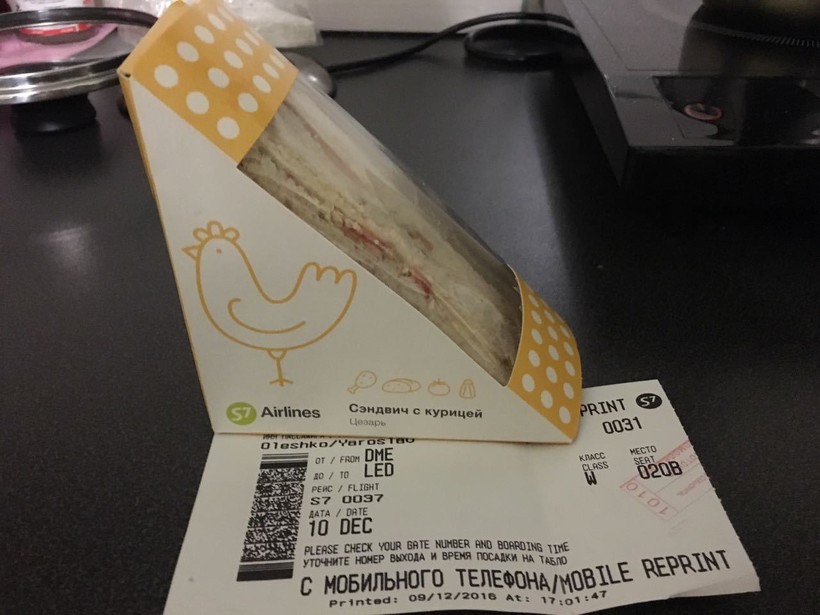 S7 Airlines
Сэндвич с курицей
Цезарь
PRINT S7
0031
Oleshko/Yaroslav
ОТ / FROM DME
ДО / TO LED
РЕЙС / FLIGHT
S7 0037
ДАТА / DATE
10 DEC
КЛАСС
CLASS
W
МЕСТО
SEAT
020B
PLEASE CHECK YOUR GATE NUMBER AND BOARDING TIME
УТОЧНИТЕ НОМЕР ВЫХОДА И ВРЕМЯ ПОСАДКИ НА ТАБЛО
С МОБИЛЬНОГО ТЕЛЕФОНА/MOBILE REPRINT
Printed: 09/12/2016 At: 17:01:47